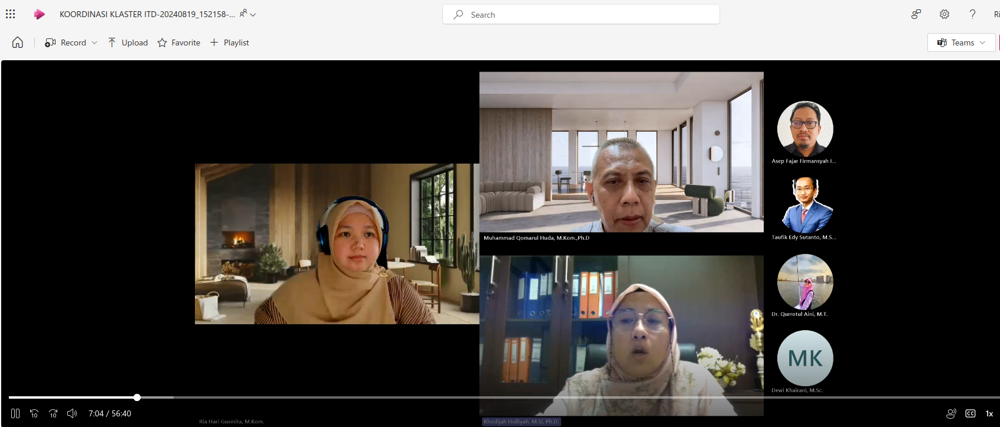 KOORDINASI KLASTER ITD-20240819_152158-...
Search
Ri
Record
Upload
Favorite
Playlist
Teams
Asep Fajar Firmansyah I...
Muhammad Qomarul Huda, M.Kom.,Ph.D
Taufik Edy Sutanto, M.S...
Dr. Qurrotul Aini, M.T.
MK
Dewi Khairani, M.Sc.
10
10
7:04 / 56:40
CC
1x
Ria Hari Gusmita, M.Kom.
Khodijah Hulliyah, M.Si, Ph.D.